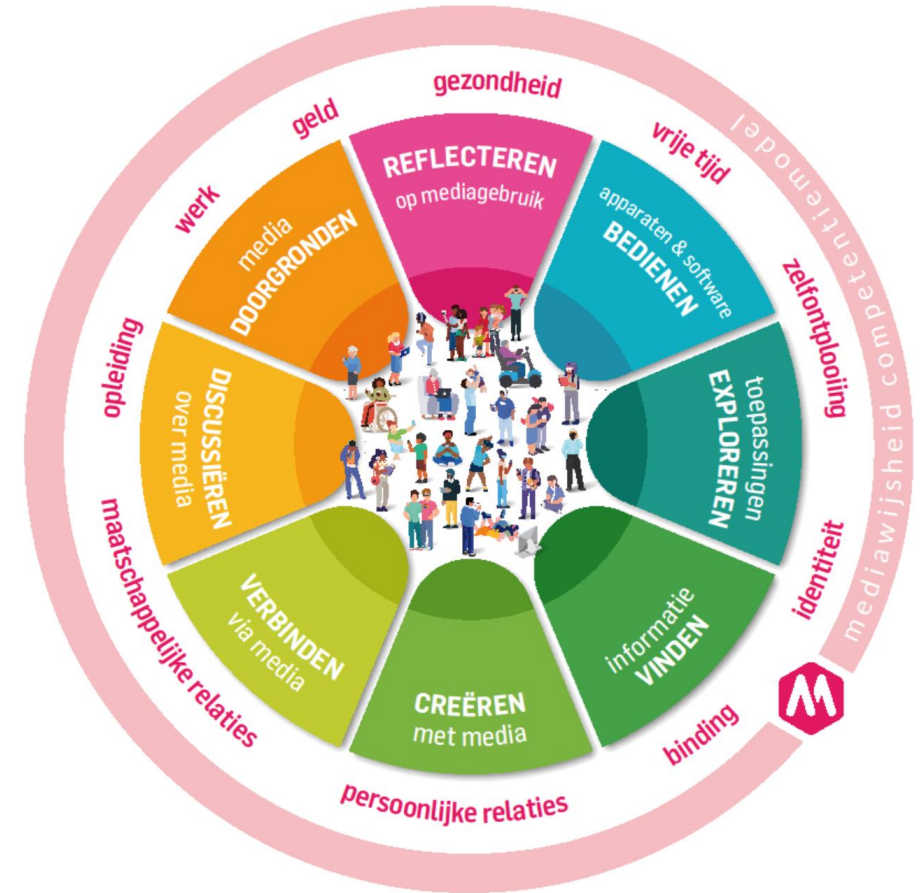 gezondheid
vrije tijd
zelfontplooiing
identiteit
binding
persoonlijke relaties
maatschappelijke relaties
opleiding
werk
geld
mediawijsheid competentiemodel
REFLECTEREN
op mediagebruik
apparaten & software
BEDIENEN
toepassingen
EXPLOREREN
informatie
VINDEN
CREËREN
met media
VERBINDEN
via media
DISCUSSIËREN
over media
media
DOORGRONDEN